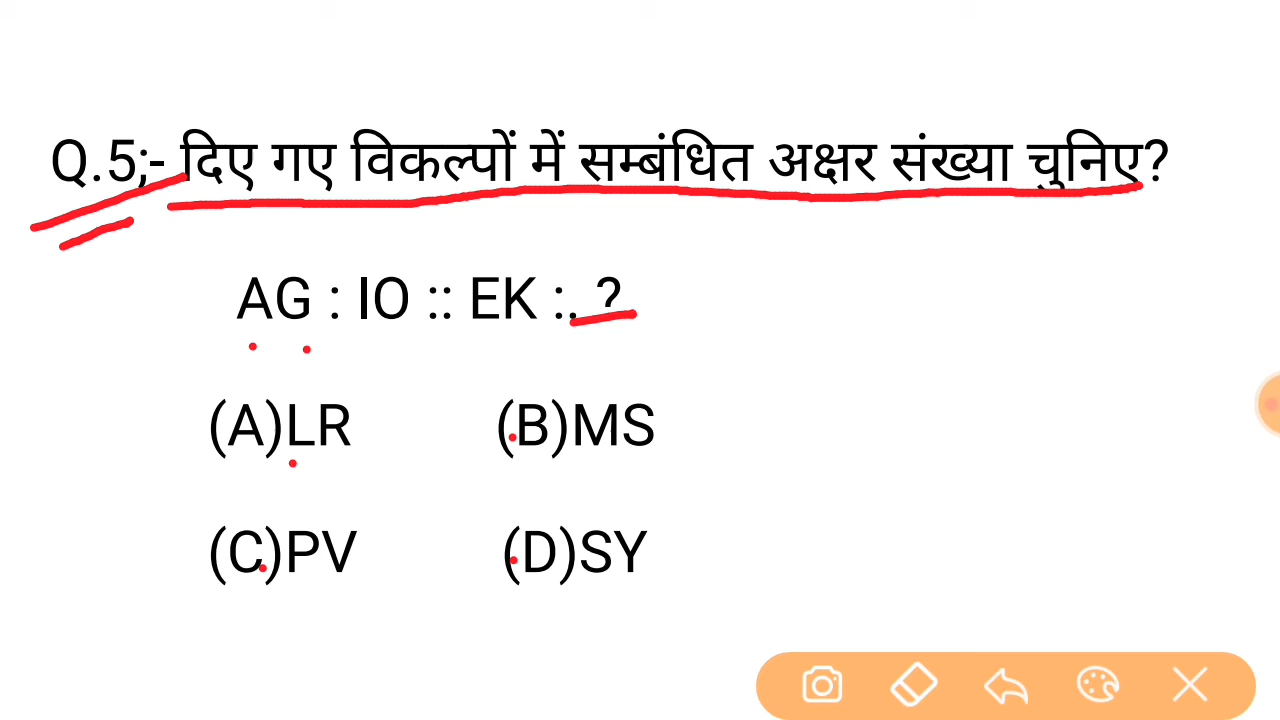 Q.5;- दिए गए विकल्पों में सम्बंधित अक्षर संख्या चुनिए?
AG : IO :: EK :. ?
(A)LR (B)MS
(C)PV (D)SY